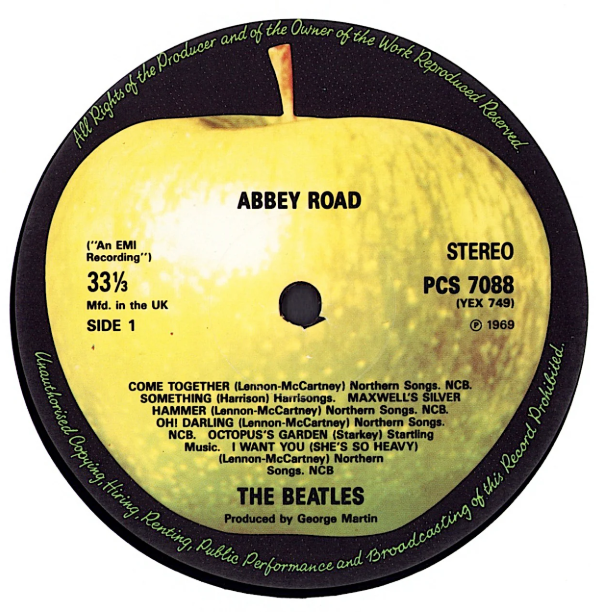 All Rights of the Producer and of the Owner of the Work Reproduced Reserved.
ABBEY ROAD
("An EMI
Recording")
STEREO
33⅓
PCS 7088
Mfd. in the UK
(YEX 749)
SIDE 1
℗ 1969
COME TOGETHER (Lennon-McCartney) Northern Songs. NCB.
SOMETHING (Harrison) Harrisongs. MAXWELL'S SILVER
HAMMER (Lennon-McCartney) Northern Songs. NCB.
OH! DARLING (Lennon-McCartney) Northern Songs.
NCB. OCTOPUS'S GARDEN (Starkey) Startling
Music. I WANT YOU (SHE'S SO HEAVY)
(Lennon-McCartney) Northern
Songs. NCB
THE BEATLES
Produced by George Martin
Unauthorised Copying, Hiring, Renting, Public Performance and Broadcasting of this Record Prohibited.